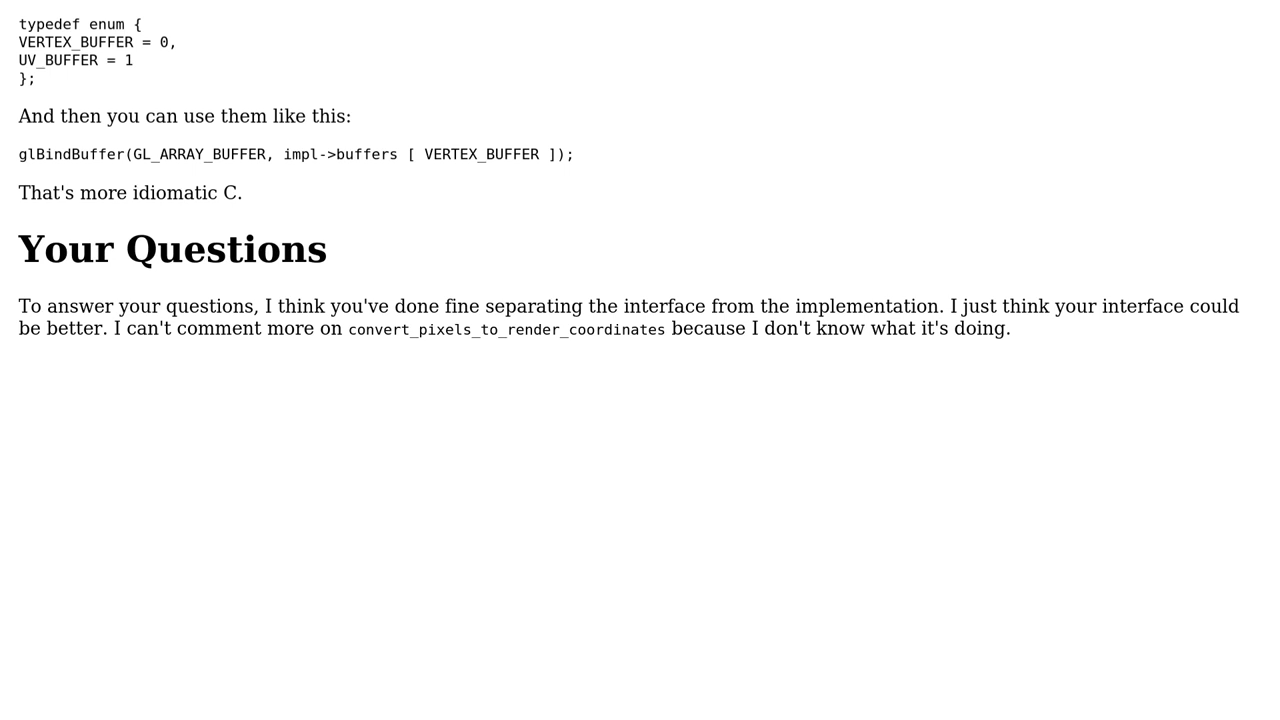 typedef enum {
VERTEX_BUFFER = 0,
UV_BUFFER = 1
};
And then you can use them like this:
glBindBuffer(GL_ARRAY_BUFFER, impl->buffers [ VERTEX_BUFFER ]);
That's more idiomatic C.
Your Questions
To answer your questions, I think you've done fine separating the interface from the implementation. I just think your interface could
be better. I can't comment more on convert_pixels_to_render_coordinates because I don't know what it's doing.